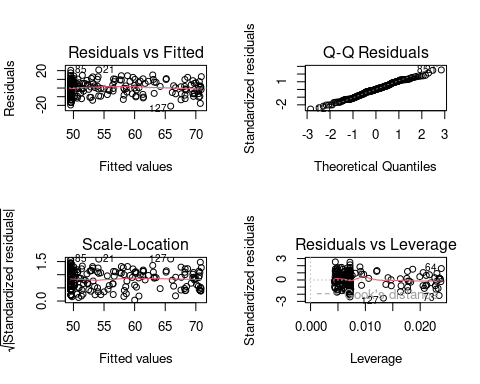 Residuals vs Fitted
Residuals
20
-20
85
21
127
50 55 60 65 70
Fitted values
Q-Q Residuals
Standardized residuals
1
-2
85
-3 -2 -1 0 1 2 3
Theoretical Quantiles
Scale-Location
√|Standardized residuals|
1.5
0.0
85
21
127
50 55 60 65 70
Fitted values
Residuals vs Leverage
Standardized residuals
3
0
-3
64
127
73
Cook's distance
0.000 0.010 0.020
Leverage